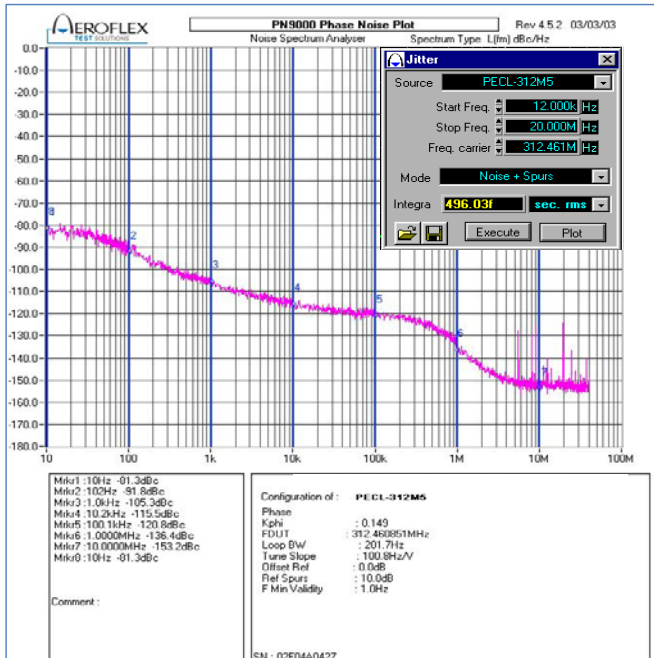 AEROFLEX
TEST SOLUTIONS
PN9000 Phase Noise Plot
Rev 4.5.2 03/03/03
Noise Spectrum Analyser
Spectrum Type L(fm) dBc/Hz
Jitter
Source PECL-312M5
Start Freq. 12.000k Hz
Stop Freq. 20.000M Hz
Freq. carrier 312.461M Hz
Mode Noise + Spurs
Integra 496.03f sec. rms
Execute Plot
0.0
-10.0
-20.0
-30.0
-40.0
-50.0
-60.0
-70.0
-80.0
-90.0
-100.0
-110.0
-120.0
-130.0
-140.0
-150.0
-160.0
-170.0
-180.0
8
2
3
4
5
6
10 100 1k 10k 100k 1M 10M 100M
Mrkr1 :10Hz -81.3dBc
Mrkr2 :102Hz -91.8dBc
Mrkr3 :1.0kHz -105.3dBc
Mrkr4 :10.2kHz -115.5dBc
Mrkr5 :100.1kHz -120.8dBc
Mrkr6 :1.0000MHz -136.4dBc
Mrkr7 :10.0000MHz -153.2dBc
Mrkr8 :10Hz -81.3dBc
Comment :
Configuration of : PECL-312M5
Phase
Kphi : 0.149
FDUT : 312.460851MHz
Loop BW : 201.7Hz
Tune Slope : 100.8Hz/V
Offset Ref : 0.0dB
Ref Spurs : 10.0dB
F Min Validity : 1.0Hz